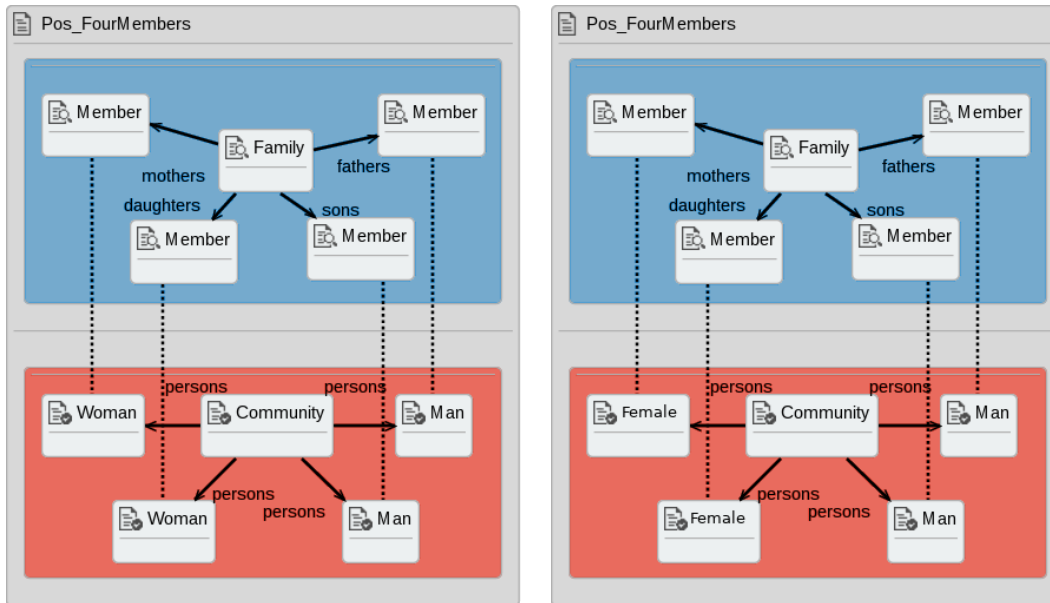 Pos_FourMembers
Member
Member
Family
mothers
fathers
daughters
sons
Member
Member
persons
persons
Woman
Community
Man
persons
persons
Woman
Man
Pos_FourMembers
Member
Member
Family
mothers
fathers
daughters
sons
Member
Member
persons
persons
Female
Community
Man
persons
persons
Female
Man